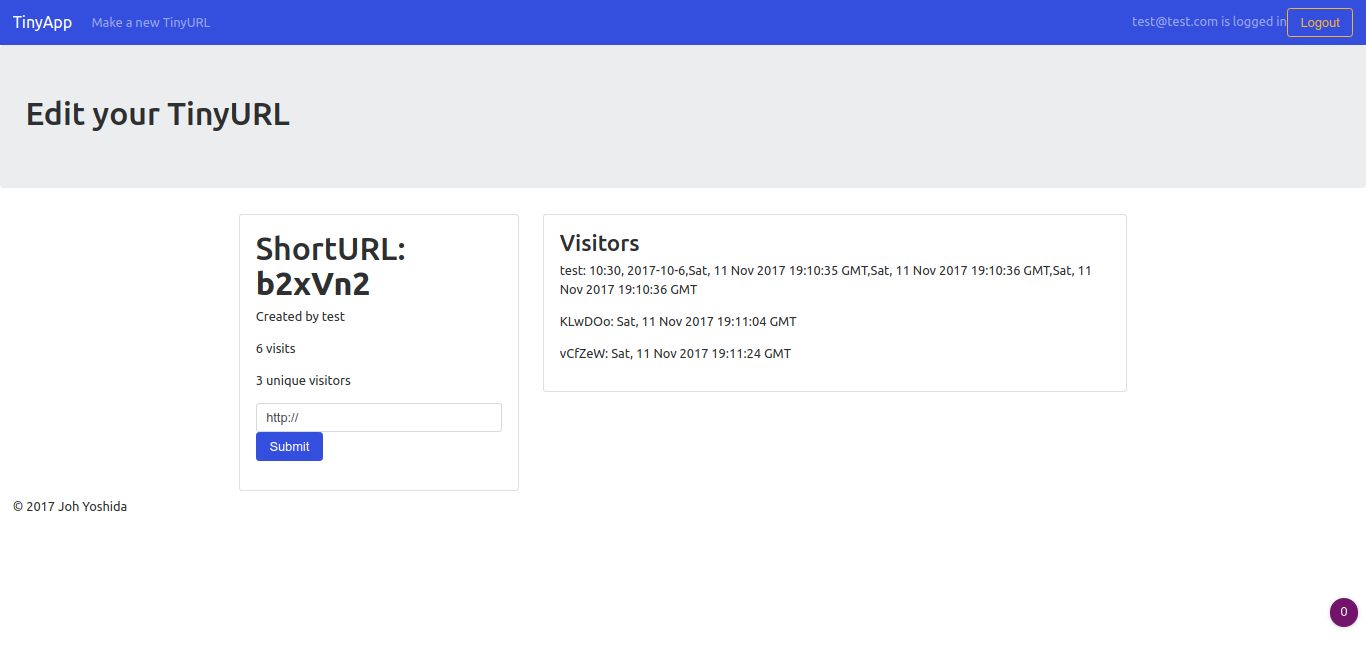 TinyApp Make a new TinyURL test@test.com is logged in Logout
Edit your TinyURL
ShortURL:
b2xVn2
Created by test
6 visits
3 unique visitors
http://
Submit
Visitors
test: 10:30, 2017-10-6,Sat, 11 Nov 2017 19:10:35 GMT,Sat, 11 Nov 2017 19:10:36 GMT,Sat, 11
Nov 2017 19:10:36 GMT
KLwDOo: Sat, 11 Nov 2017 19:11:04 GMT
vCfZeW: Sat, 11 Nov 2017 19:11:24 GMT
© 2017 Joh Yoshida
0